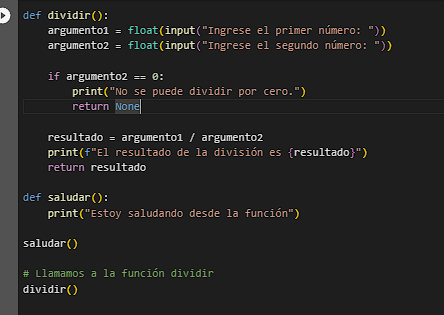 def dividir():
    argumento1 = float(input("Ingrese el primer número: "))
    argumento2 = float(input("Ingrese el segundo número: "))
    if argumento2 == 0:
        print("No se puede dividir por cero.")
        return None
    resultado = argumento1 / argumento2
    print(f"El resultado de la división es {resultado}")
    return resultado
def saludar():
    print("Estoy saludando desde la función")
saludar()
# Llamamos a la función dividir
dividir()